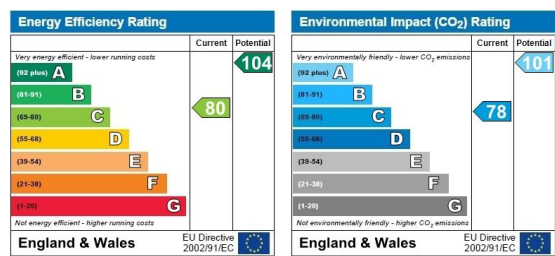 Energy Efficiency Rating
Current Potential
Very energy efficient - lower running costs
(92 plus) A
(81-91) B
(69-80) C
(55-68) D
(39-54) E
(21-38) F
(1-20) G
80
104
Not energy efficient - higher running costs
England & Wales
EU Directive
2002/91/EC
Environmental Impact (CO2) Rating
Current Potential
Very environmentally friendly - lower CO2 emissions
(92 plus) A
(81-91) B
(69-80) C
(55-68) D
(39-54) E
(21-38) F
(1-20) G
78
101
Not environmentally friendly - higher CO2 emissions
England & Wales
EU Directive
2002/91/EC